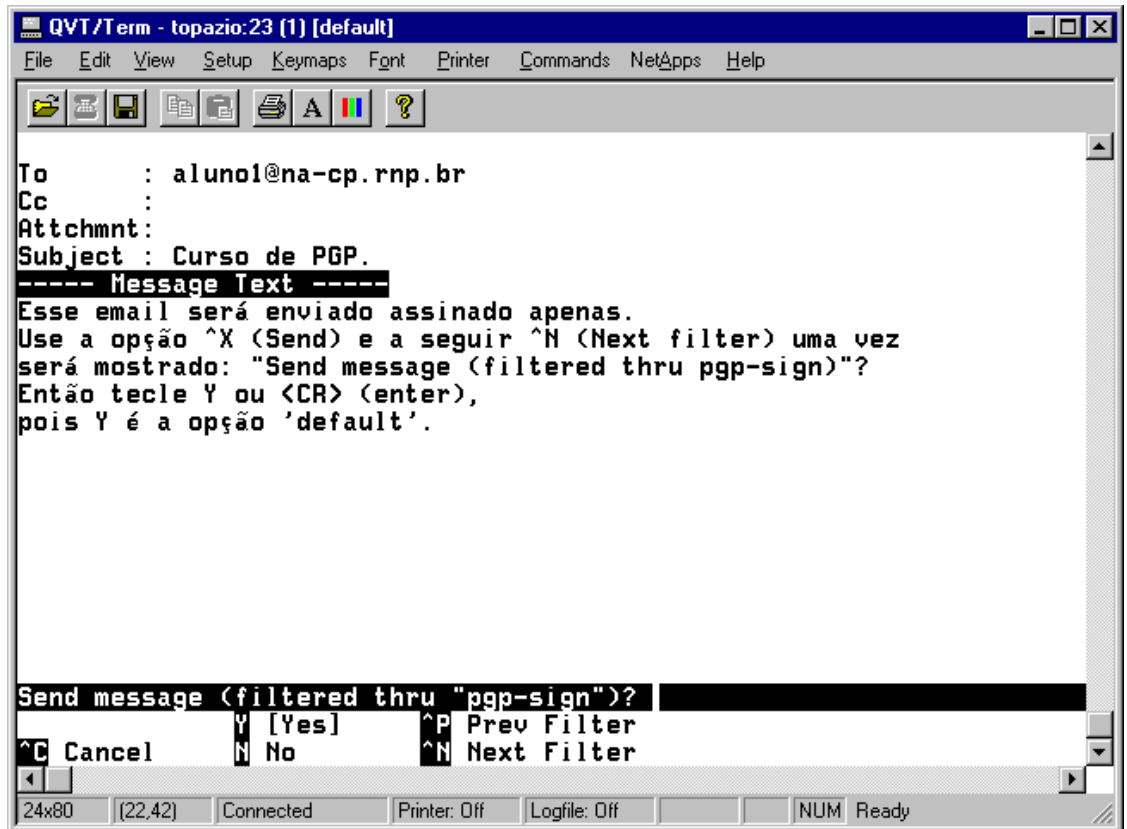 QVT/Term - topazio:23 (1) [default]
File Edit View Setup Keymaps Font Printer Commands NetApps Help
A
To : aluno1@na-cp.rnp.br
Cc :
Attchmnt:
Subject : Curso de PGP.
----- Message Text -----
Esse email será enviado assinado apenas.
Use a opção ^X (Send) e a seguir ^N (Next filter) uma vez
será mostrado: "Send message (filtered thru pgp-sign)"?
Então tecle Y ou <CR> (enter),
pois Y é a opção 'default'.
Send message (filtered thru "pgp-sign")?
Y [Yes] ^P Prev Filter
^C Cancel N No ^N Next Filter
24x80 (22,42) Connected Printer: Off Logfile: Off NUM Ready